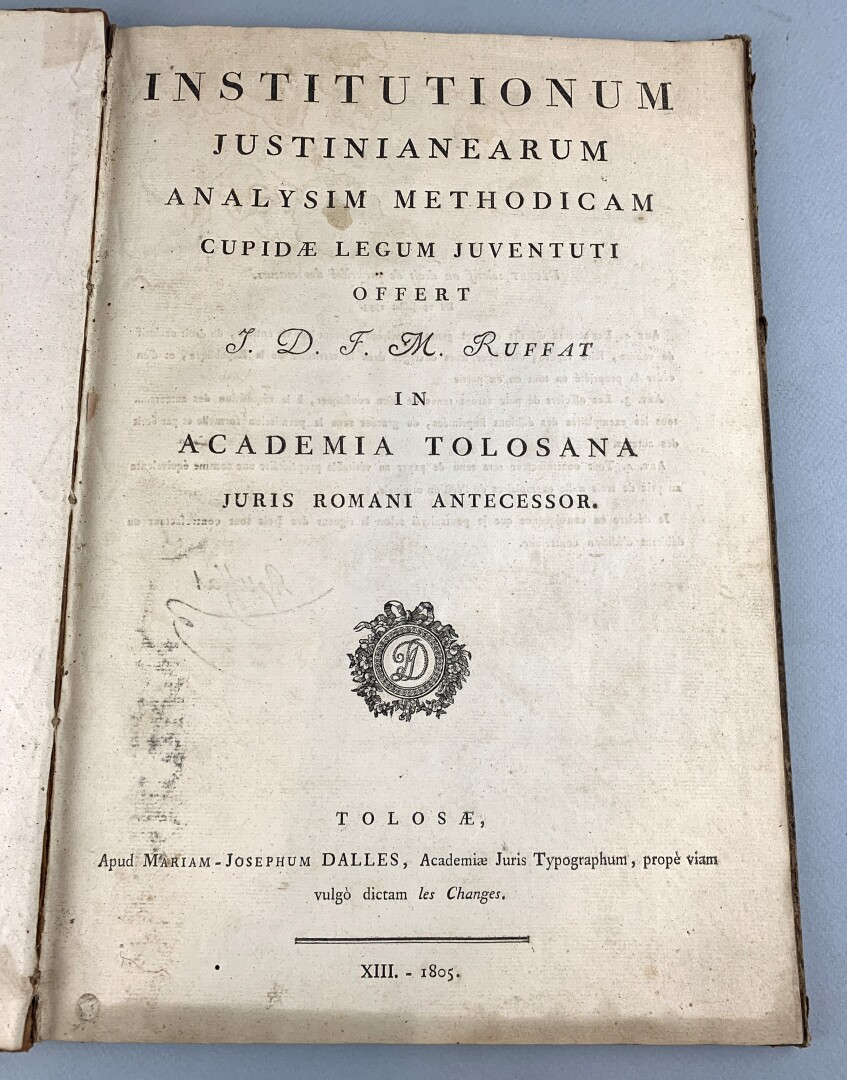 INSTITUTIONUM
JUSTINIANEARUM
ANALYSIM METHODICAM
CUPIDÆ LEGUM JUVENTUTI
OFFERT
J. D. F. M. RUFFAT
IN
ACADEMIA TOLOSANA
JURIS ROMANI ANTECESSOR.
D
TOLOSÆ,
Apud MARIAM-JOSEPHUM DALLES, Academiæ Juris Typographum, propè viam
vulgò dictam les Changes.
XIII. - 1805.